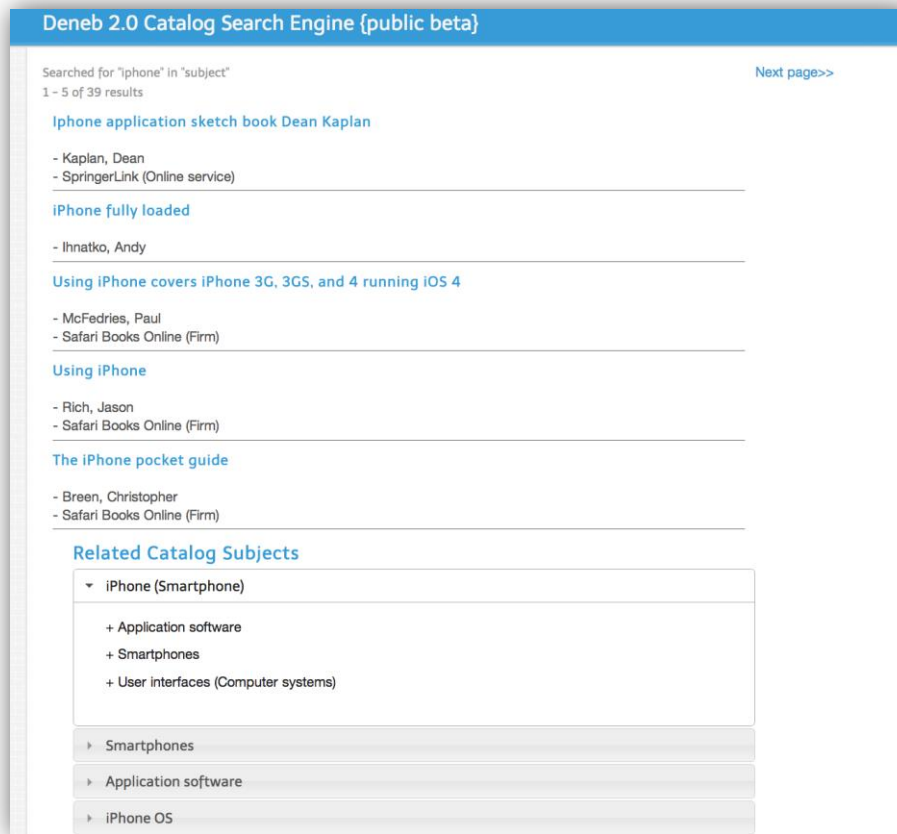 Deneb 2.0 Catalog Search Engine {public beta}
Searched for "iphone" in "subject"
Next page>>
1 - 5 of 39 results
Iphone application sketch book Dean Kaplan
- Kaplan, Dean
- SpringerLink (Online service)
iPhone fully loaded
- Ihnatko, Andy
Using iPhone covers iPhone 3G, 3GS, and 4 running iOS 4
- McFedries, Paul
- Safari Books Online (Firm)
Using iPhone
- Rich, Jason
- Safari Books Online (Firm)
The iPhone pocket guide
- Breen, Christopher
- Safari Books Online (Firm)
Related Catalog Subjects
iPhone (Smartphone)
+ Application software
+ Smartphones
+ User interfaces (Computer systems)
Smartphones
Application software
iPhone OS